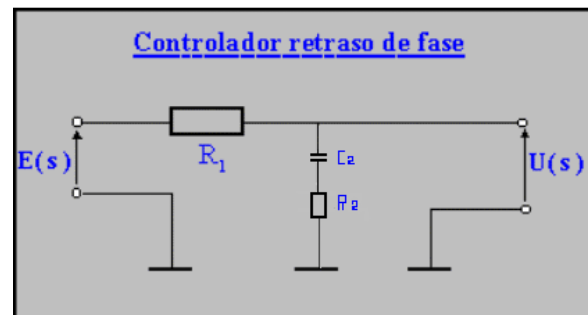 Controlador retraso de fase
E(s)
R1
C2
R2
U(s)